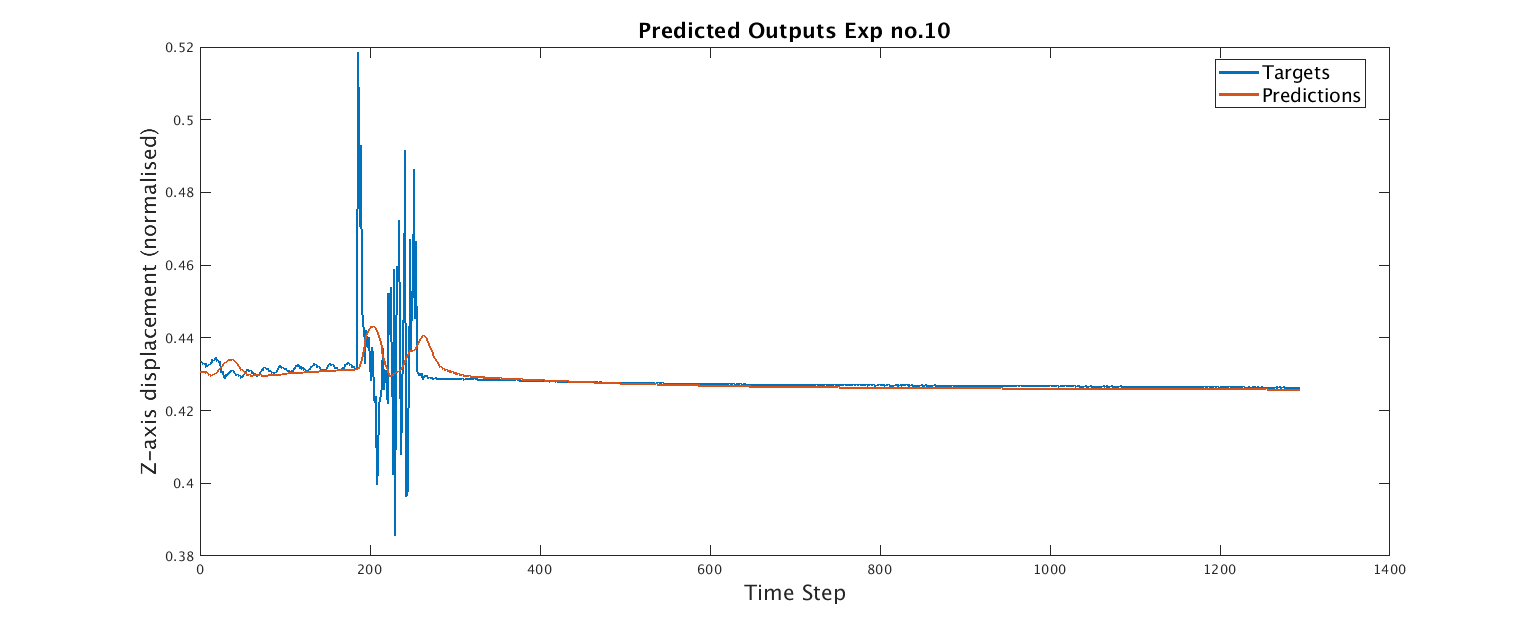 Predicted Outputs Exp no.10
Targets
Predictions
Z-axis displacement (normalised)
0.52
0.5
0.48
0.46
0.44
0.42
0.4
0.38
0 200 400 600 800 1000 1200 1400
Time Step